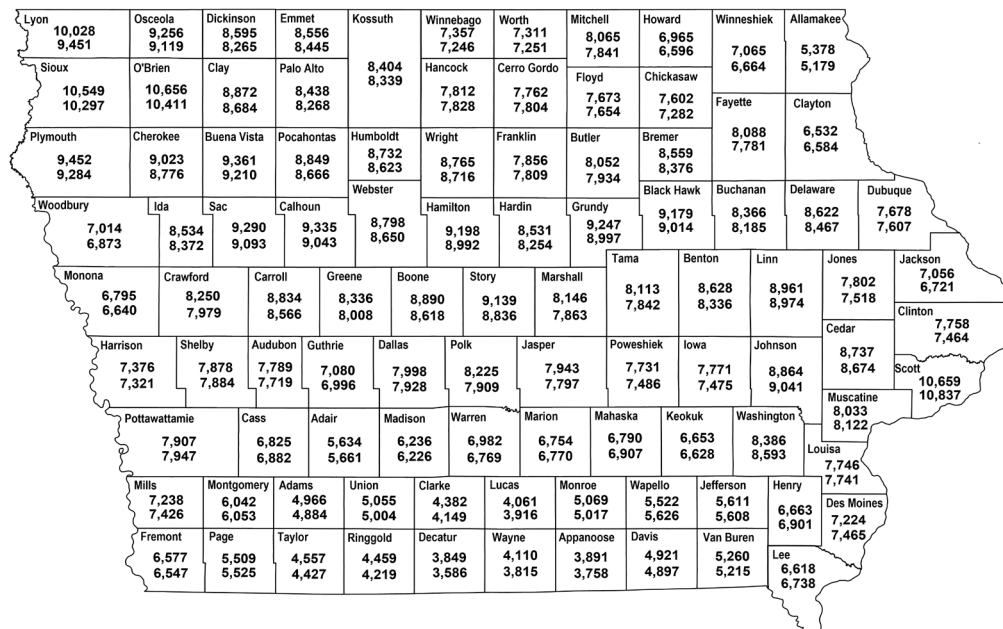 Lyon
10,028
9,451
Osceola
9,256
9,119
Dickinson
8,595
8,265
Emmet
8,556
8,445
Kossuth
8,404
8,339
Winnebago
7,357
7,246
Worth
7,311
7,251
Mitchell
8,065
7,841
Howard
6,965
6,596
Winneshiek
7,065
6,664
Allamakee
5,378
5,179
Sioux
10,549
10,297
O'Brien
10,656
10,411
Clay
8,872
8,684
Palo Alto
8,438
8,268
Hancock
7,812
7,828
Cerro Gordo
7,762
7,804
Floyd
7,673
7,654
Chickasaw
7,602
7,282
Fayette
8,088
7,781
Clayton
6,532
6,584
Plymouth
9,452
9,284
Cherokee
9,023
8,776
Buena Vista
9,361
9,210
Pocahontas
8,849
8,666
Humboldt
8,732
8,623
Wright
8,765
8,716
Franklin
7,856
7,809
Butler
8,052
7,934
Bremer
8,559
8,376
Woodbury
7,014
6,873
Ida
8,534
8,372
Sac
9,290
9,093
Calhoun
9,335
9,043
Webster
8,798
8,650
Hamilton
9,198
8,992
Hardin
8,531
8,254
Grundy
9,247
8,997
Black Hawk
9,179
9,014
Buchanan
8,366
8,185
Delaware
8,622
8,467
Dubuque
7,678
7,607
Monona
6,795
6,640
Crawford
8,250
7,979
Carroll
8,834
8,566
Greene
8,336
8,008
Boone
8,890
8,618
Story
9,139
8,836
Marshall
8,146
7,863
Tama
8,113
7,842
Benton
8,628
8,336
Linn
8,961
8,974
Jones
7,802
7,518
Jackson
7,056
6,721
Clinton
7,758
7,464
Cedar
8,737
8,674
Harrison
7,376
7,321
Shelby
7,878
7,884
Audubon
7,789
7,719
Guthrie
7,080
6,996
Dallas
7,998
7,928
Polk
8,225
7,909
Jasper
7,943
7,797
Poweshiek
7,731
7,486
Iowa
7,771
7,475
Johnson
8,864
9,041
Scott
10,659
10,837
Muscatine
8,033
8,122
Pottawattamie
7,907
7,947
Cass
6,825
6,882
Adair
5,634
5,661
Madison
6,236
6,226
Warren
6,982
6,769
Marion
6,754
6,770
Mahaska
6,790
6,907
Keokuk
6,653
6,628
Washington
8,386
8,593
Louisa
7,746
7,741
Mills
7,238
7,426
Montgomery
6,042
6,053
Adams
4,966
4,884
Union
5,055
5,004
Clarke
4,382
4,149
Lucas
4,061
3,916
Monroe
5,069
5,017
Wapello
5,522
5,626
Jefferson
5,611
5,608
Henry
6,663
6,901
Des Moines
7,224
7,465
Fremont
6,577
6,547
Page
5,509
5,525
Taylor
4,557
4,427
Ringgold
4,459
4,219
Decatur
3,849
3,586
Wayne
4,110
3,815
Appanoose
3,891
3,758
Davis
4,921
4,897
Van Buren
5,260
5,215
Lee
6,618
6,738